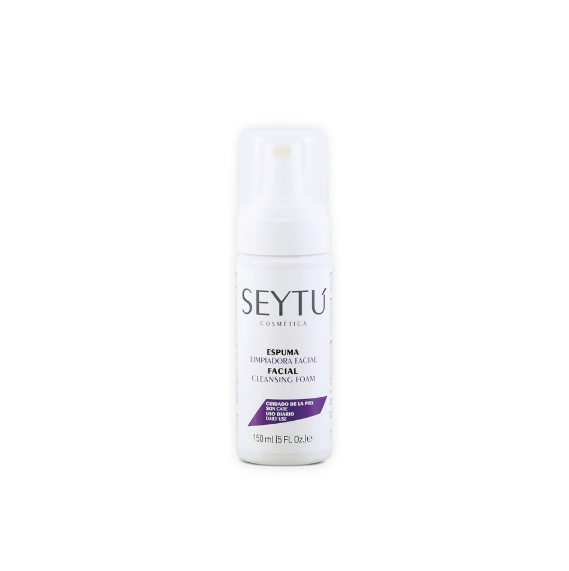 SEYTÚ
COSMÉTICA
ESPUMA
LIMPIADORA FACIAL
FACIAL
CLEANSING FOAM
CUIDADO DE LA PIEL
SKIN CARE
USO DIARIO
DAILY USE
150 ml [5 FL. Oz.] ℮